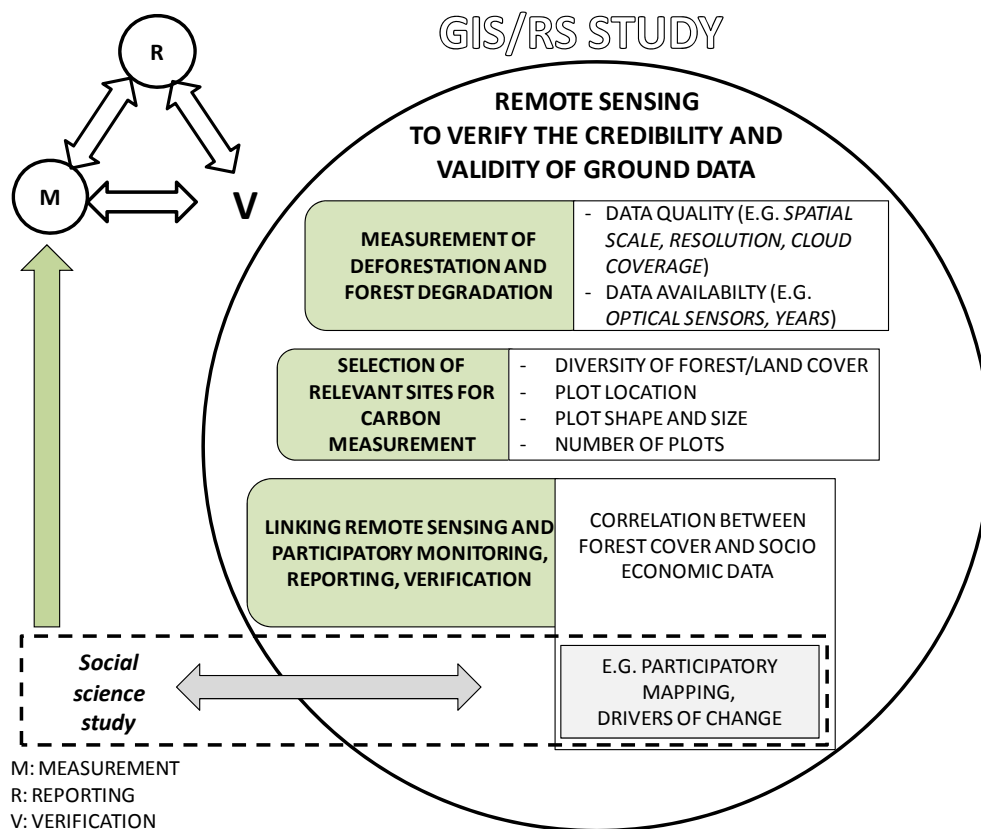 GIS/RS STUDY
R
M
V
REMOTE SENSING
TO VERIFY THE CREDIBILITY AND
VALIDITY OF GROUND DATA
MEASUREMENT OF
DEFORESTATION AND
FOREST DEGRADATION
- DATA QUALITY (E.G. SPATIAL
SCALE, RESOLUTION, CLOUD
COVERAGE)
- DATA AVAILABILTY (E.G.
OPTICAL SENSORS, YEARS)
SELECTION OF
RELEVANT SITES FOR
CARBON
MEASUREMENT
- DIVERSITY OF FOREST/LAND COVER
- PLOT LOCATION
- PLOT SHAPE AND SIZE
- NUMBER OF PLOTS
LINKING REMOTE SENSING AND
PARTICIPATORY MONITORING,
REPORTING, VERIFICATION
CORRELATION BETWEEN
FOREST COVER AND SOCIO
ECONOMIC DATA
Social
science
study
E.G. PARTICIPATORY
MAPPING,
DRIVERS OF CHANGE
M: MEASUREMENT
R: REPORTING
V: VERIFICATION